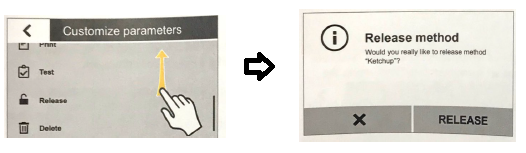 Customize parameters
Print
Test
Release
Delete
Release method
Would you really like to release method
"Ketchup"?
RELEASE